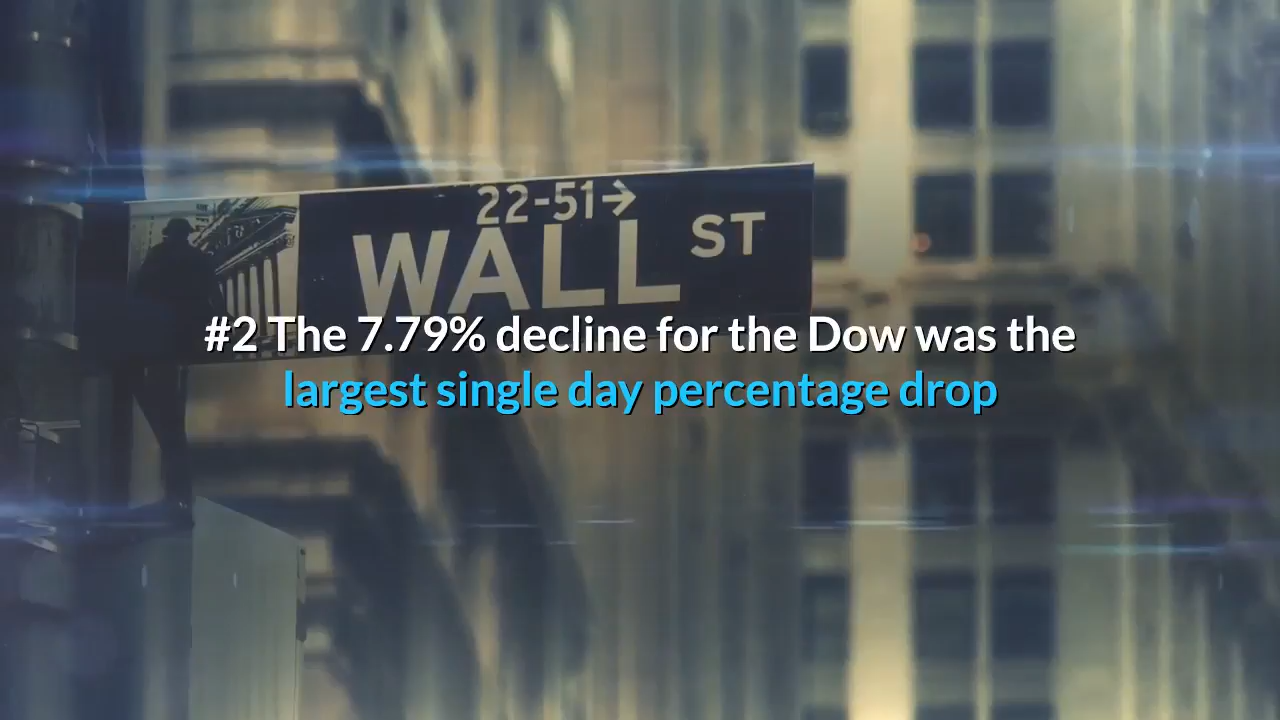 22-51→
WALL ST
#2 The 7.79% decline for the Dow was the
largest single day percentage drop